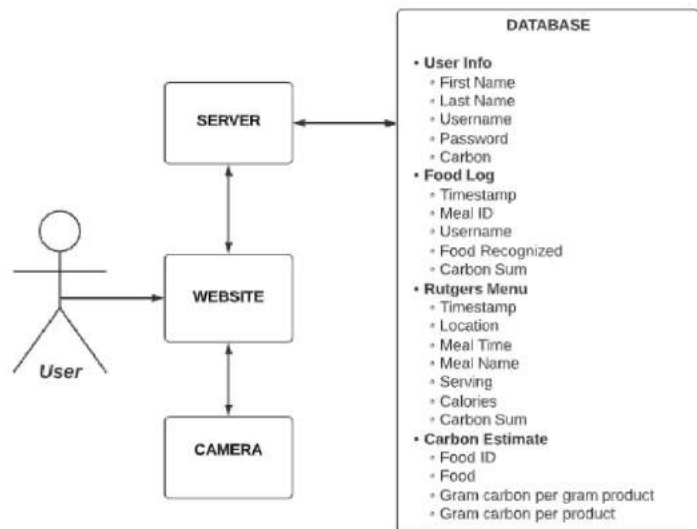 DATABASE
• User Info
◦ First Name
◦ Last Name
◦ Username
◦ Password
◦ Carbon
• Food Log
◦ Timestamp
◦ Meal ID
◦ Username
◦ Food Recognized
◦ Carbon Sum
• Rutgers Menu
◦ Timestamp
◦ Location
◦ Meal Time
◦ Meal Name
◦ Serving
◦ Calories
◦ Carbon Sum
• Carbon Estimate
◦ Food ID
◦ Food
◦ Gram carbon per gram product
◦ Gram carbon per product
SERVER
WEBSITE
User
CAMERA